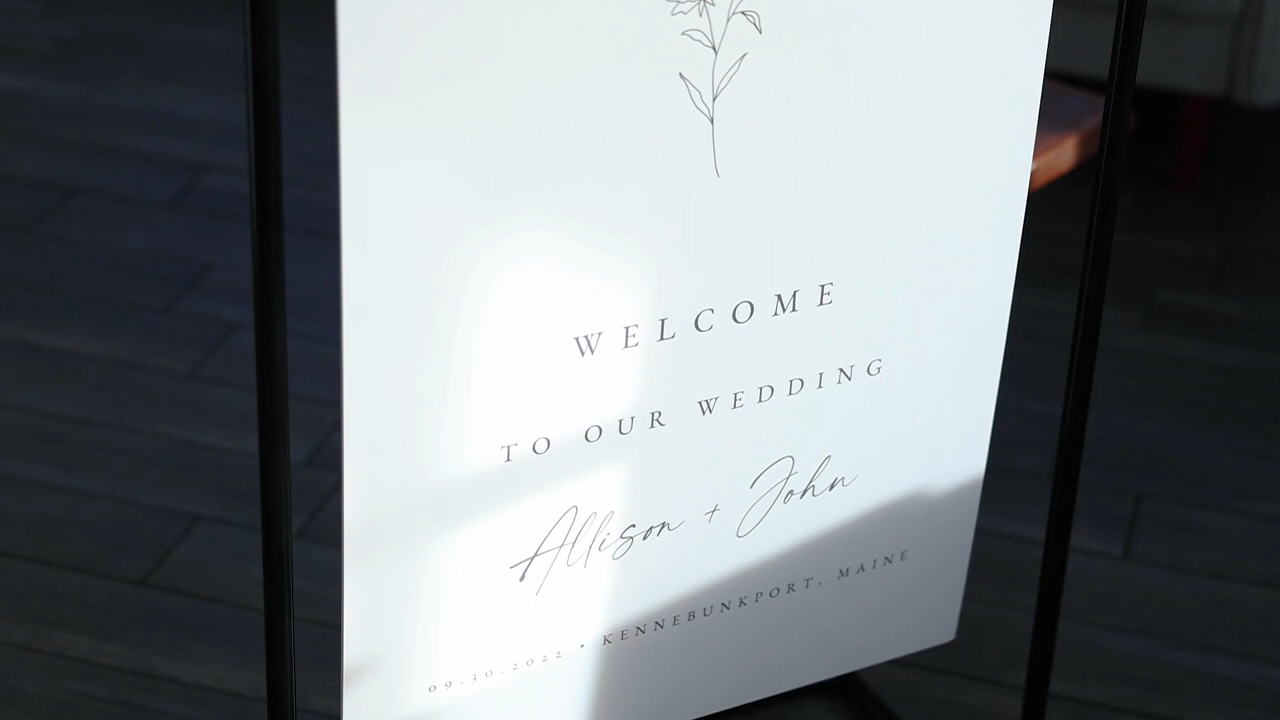 WELCOME
TO OUR WEDDING
Allison + John
09.30.2022 • KENNEBUNKPORT, MAINE